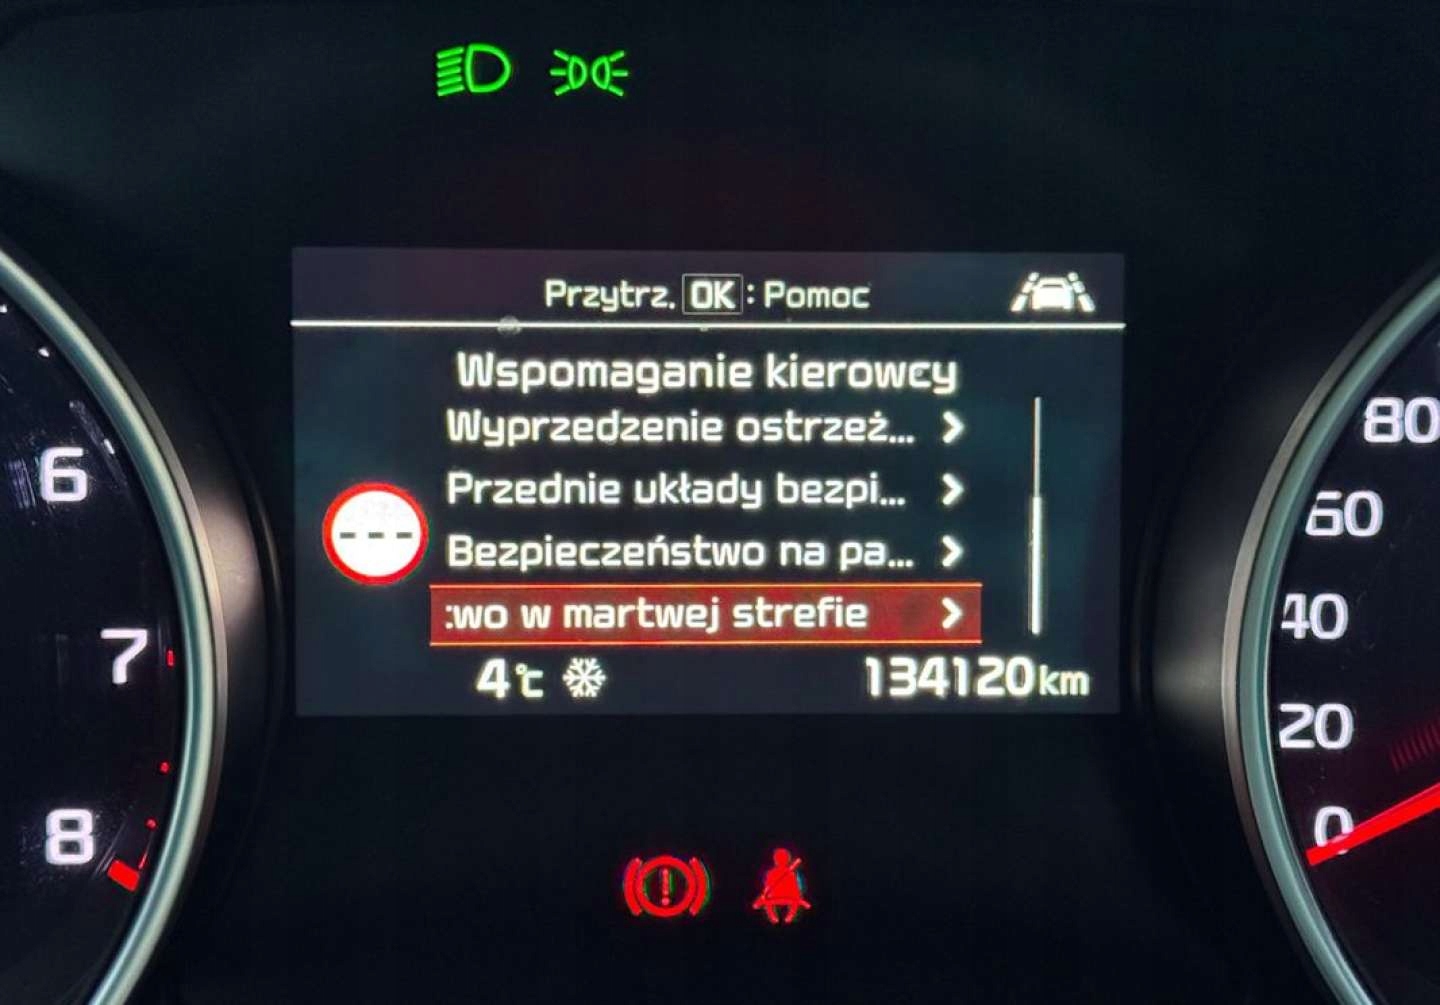 Przytrz. OK : Pomoc
Wspomaganie kierowcy
Wyprzedzenie ostrzeż...
Przednie układy bezpi...
Bezpieczeństwo na pa...
:wo w martwej strefie
4°C 134120km
6
7
8
80
60
40
20
0